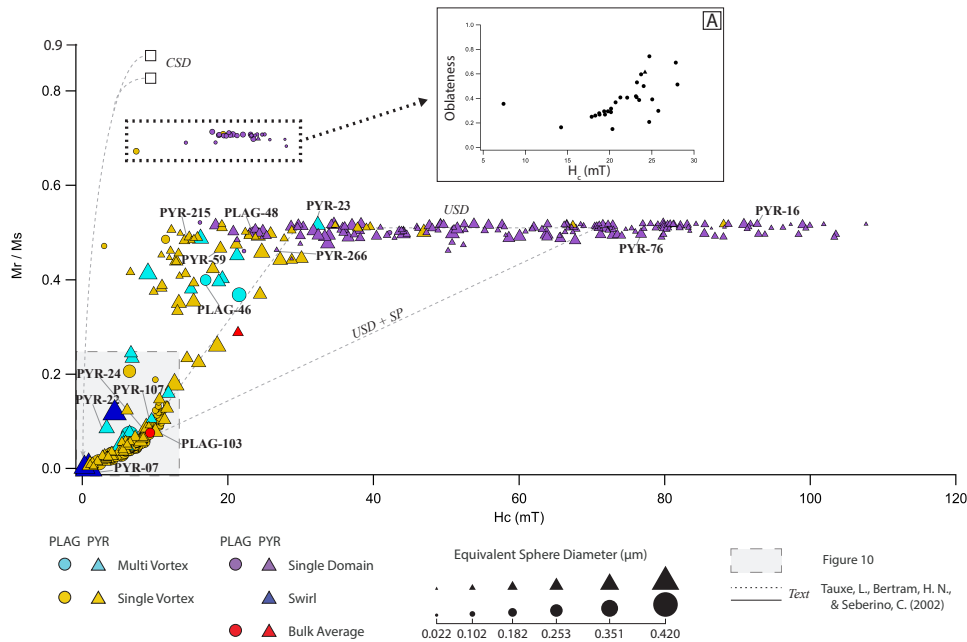 A
1.0
0.8
0.6
0.4
0.2
0.0
Oblateness
5
10
15
20
25
30
Hc (mT)
0.9
0.8
0.6
0.4
0.2
0.0
Mr / Ms
CSD
PYR-215
PLAG-48
PYR-23
USD
PYR-16
PYR-59
PYR-266
PYR-76
PLAG-46
USD + SP
PYR-24
PYR-107
PYR-22
PLAG-103
PYR-07
0
20
40
60
80
100
120
Hc (mT)
PLAG PYR
Multi Vortex
Single Vortex
PLAG PYR
Single Domain
Swirl
Bulk Average
Equivalent Sphere Diameter (μm)
0.022 0.102 0.182 0.253 0.351 0.420
Figure 10
Text
Tauxe, L., Bertram, H. N.,
& Seberino, C. (2002)